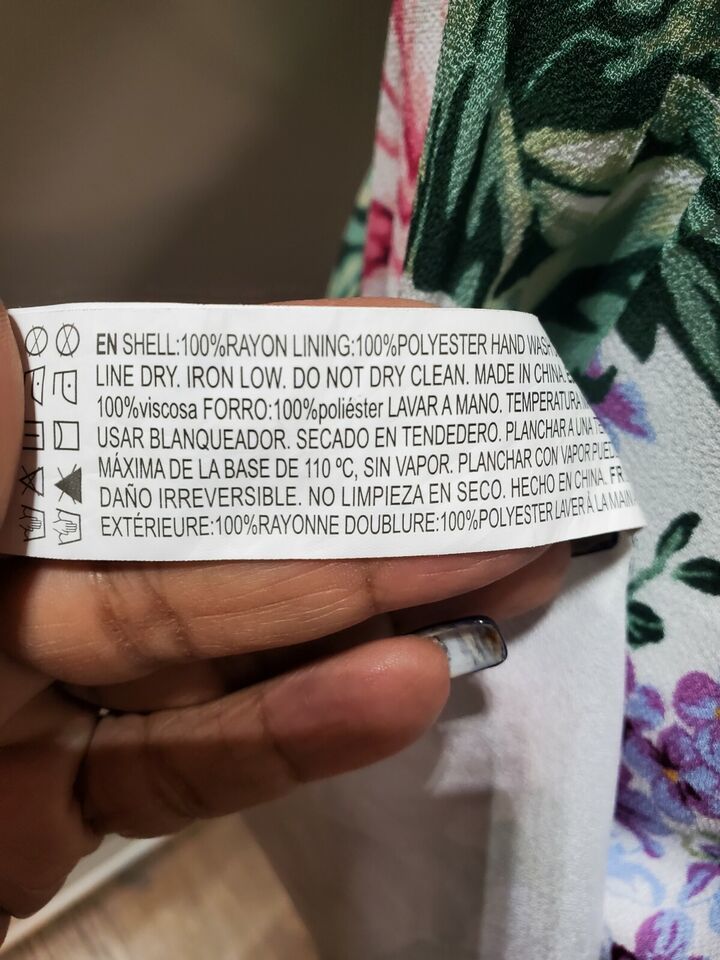 EN SHELL:100%RAYON LINING:100%POLYESTER HAND WASH
LINE DRY. IRON LOW. DO NOT DRY CLEAN. MADE IN CHINA.
100%viscosa FORRO:100%poliéster LAVAR A MANO. TEMPERATURA
USAR BLANQUEADOR. SECADO EN TENDEDERO. PLANCHAR A UNA
MÁXIMA DE LA BASE DE 110 ºC, SIN VAPOR. PLANCHAR CON VAPOR
DAÑO IRREVERSIBLE. NO LIMPIEZA EN SECO. HECHO EN CHINA. FR
EXTÉRIEURE:100%RAYONNE DOUBLURE:100%POLYESTER LAVER À LA MAIN